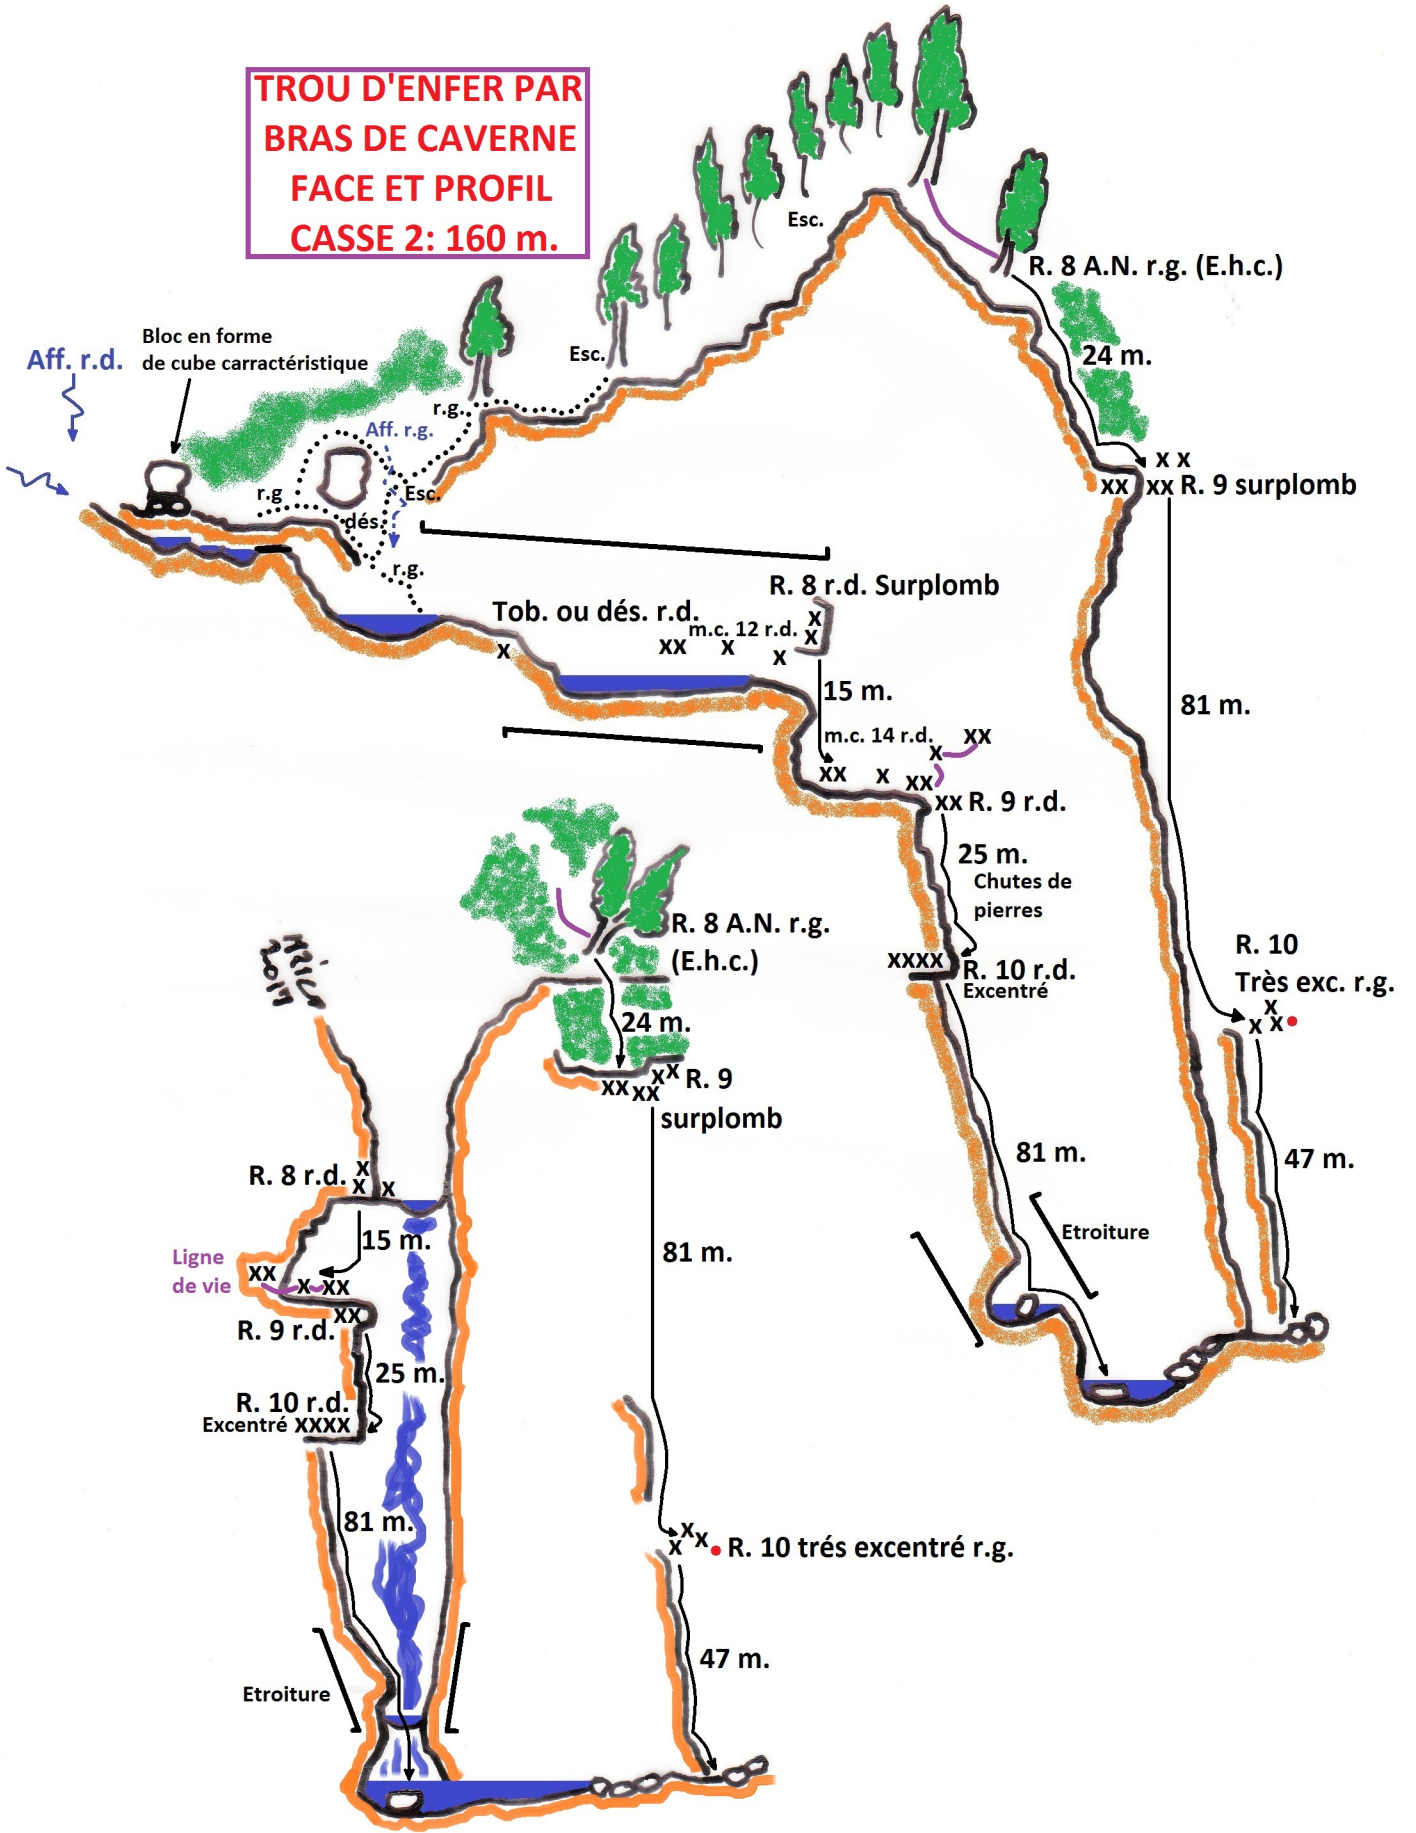 TROU D'ENFER PAR
BRAS DE CAVERNE
FACE ET PROFIL
CASSE 2: 160 m.
Esc.
R. 8 A.N. r.g. (E.h.c.)
Bloc en forme
de cube carractéristique
Aff. r.d.
Esc.
24 m.
r.g.
Aff. r.g.
x x
xx xx R. 9 surplomb
r.g
Esc.
dés.
r.g.
R. 8 r.d. Surplomb
Tob. ou dés. r.d.
x
m.c. 12 r.d.
x
xx x x
x
15 m.
81 m.
m.c. 14 r.d.
x xx
xx x xx
xx R. 9 r.d.
25 m.
Chutes de
pierres
R. 8 A.N. r.g.
(E.h.c.)
xxxx
R. 10 r.d.
Excentré
R. 10
Très exc. r.g.
x
x x
ERICK
2017
24 m.
xx xx xx R. 9
surplomb
81 m.
47 m.
R. 8 r.d.
x
x x
15 m.
Etroiture
81 m.
Ligne
de vie
xx x xx
xx
R. 9 r.d.
25 m.
R. 10 r.d.
Excentré xxxx
81 m.
x x
x R. 10 trés excentré r.g.
47 m.
Etroiture